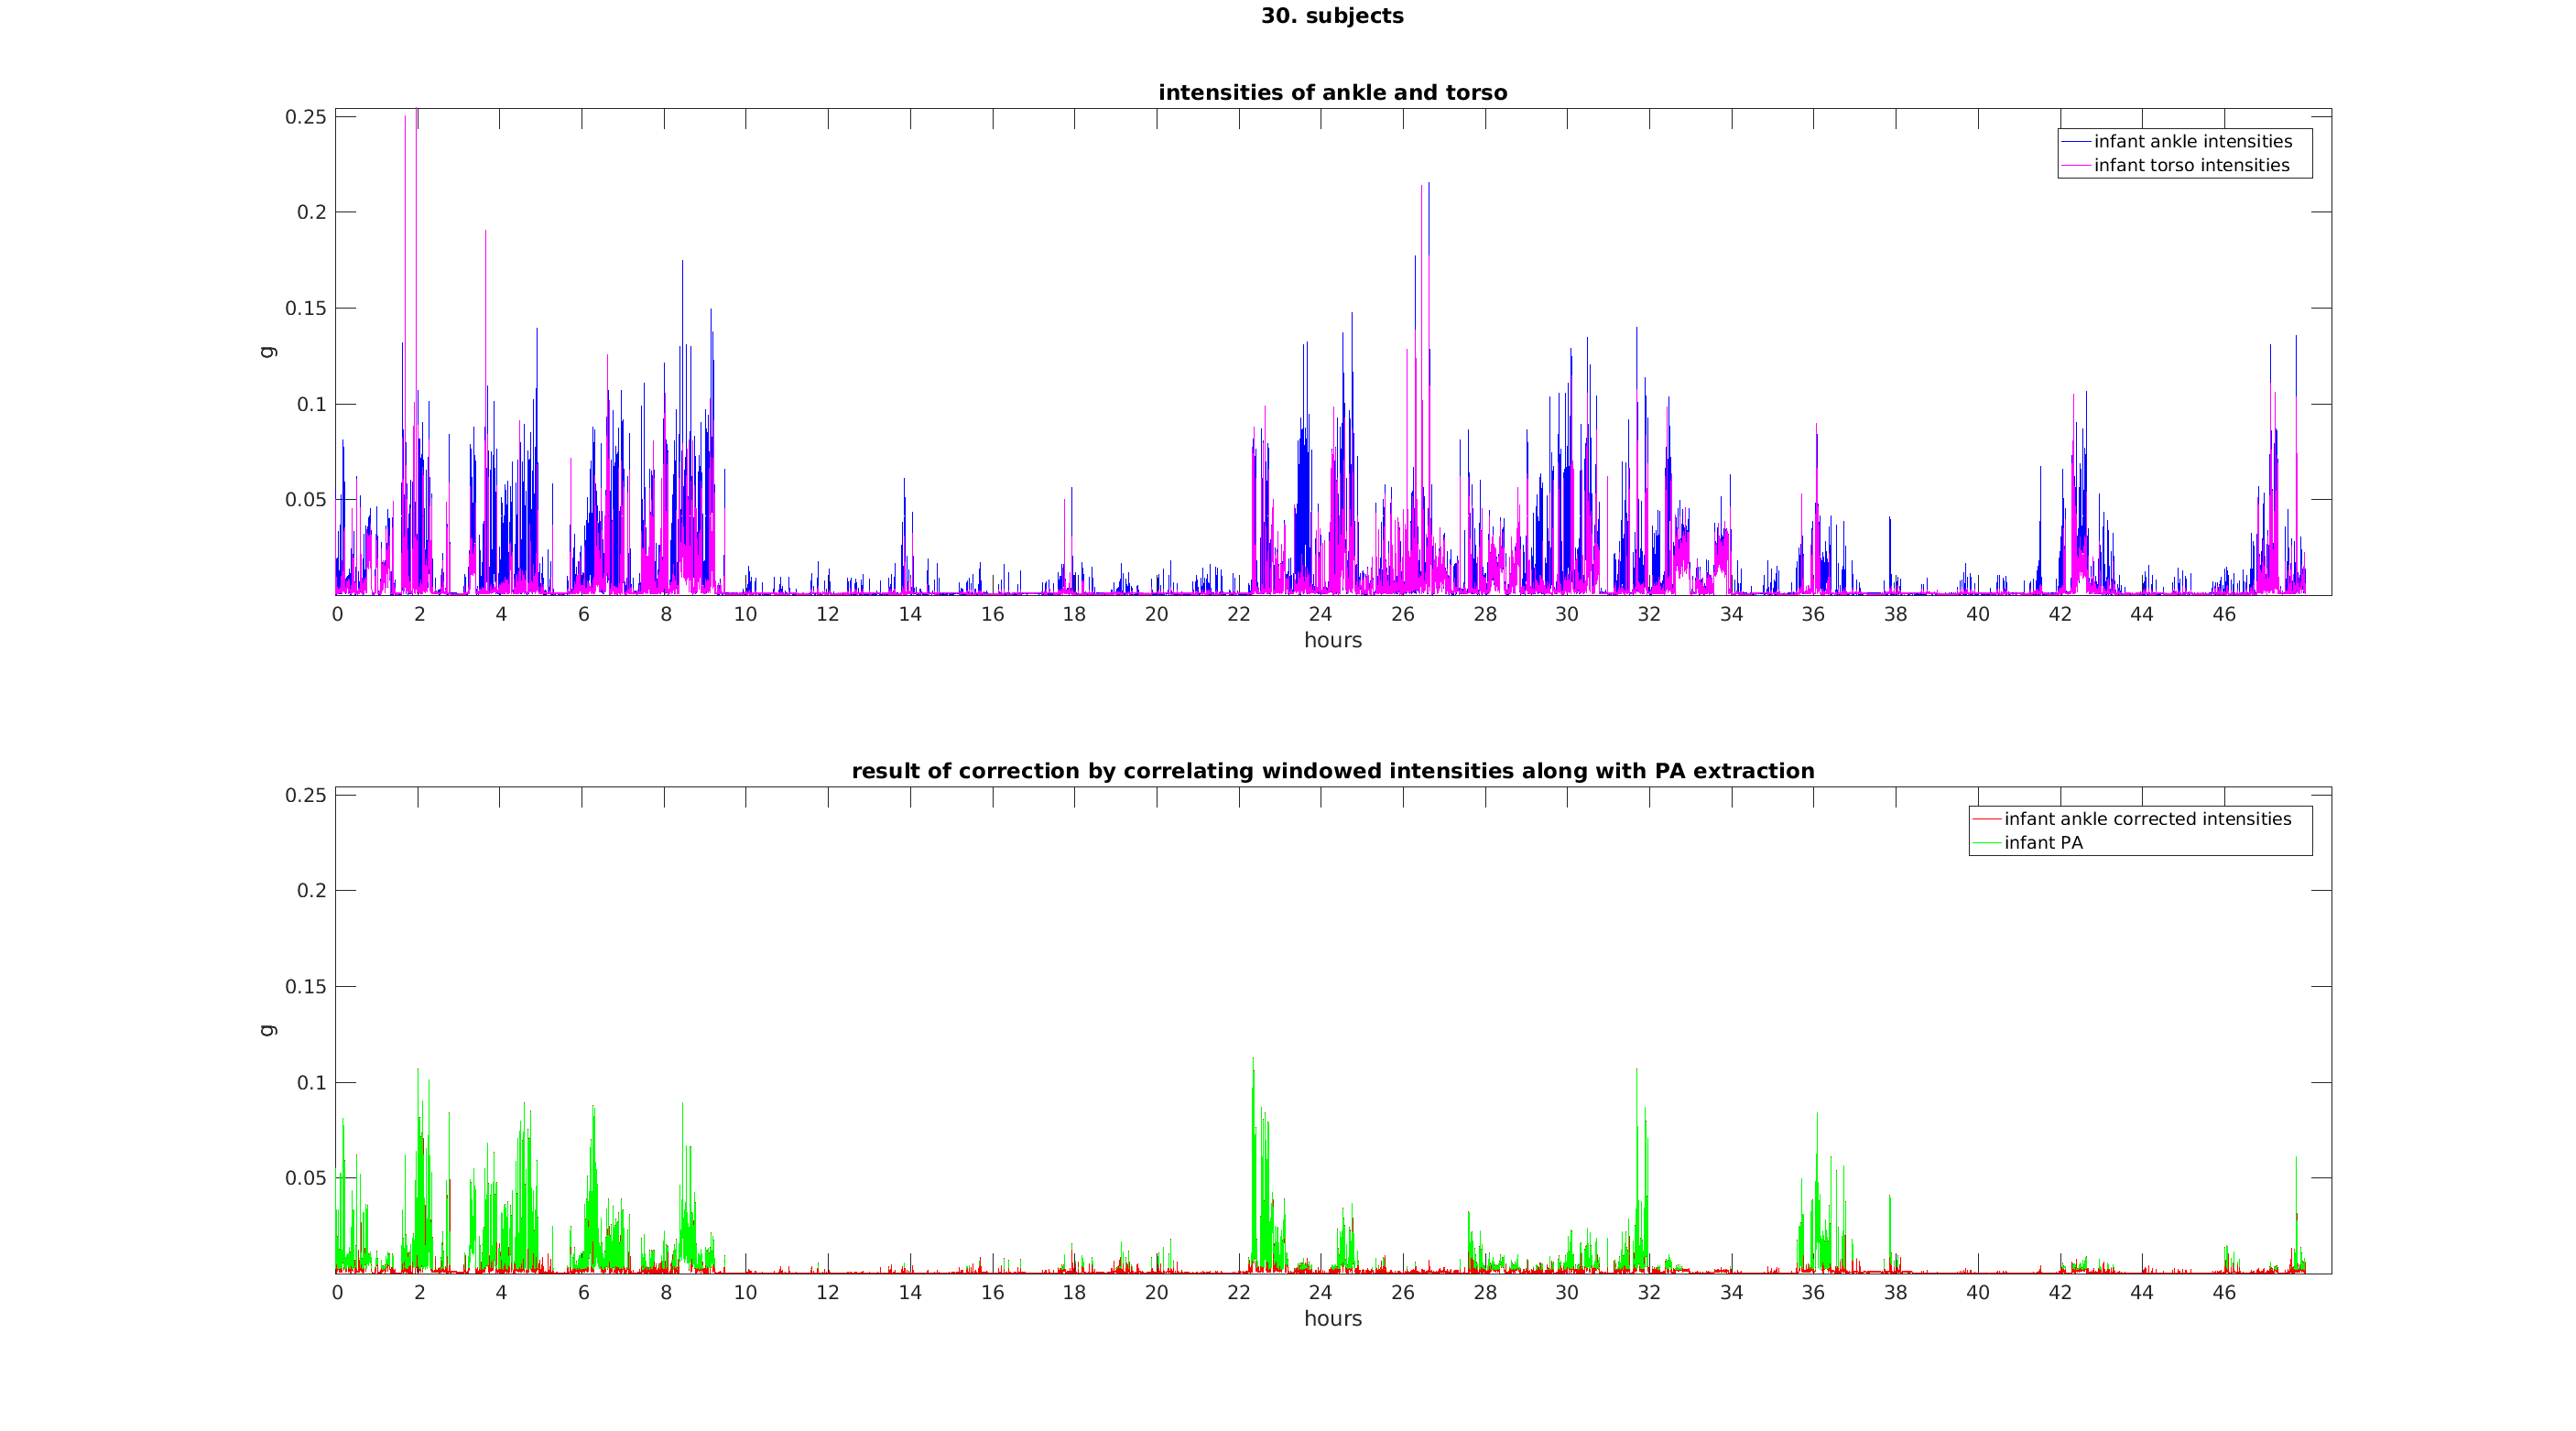 30. subjects
intensities of ankle and torso
0.25
0.2
0.15
0.1
0.05
g
infant ankle intensities
infant torso intensities
0 2 4 6 8 10 12 14 16 18 20 22 24 26 28 30 32 34 36 38 40 42 44 46
hours
result of correction by correlating windowed intensities along with PA extraction
0.25
0.2
0.15
0.1
0.05
g
infant ankle corrected intensities
infant PA
0 2 4 6 8 10 12 14 16 18 20 22 24 26 28 30 32 34 36 38 40 42 44 46
hours